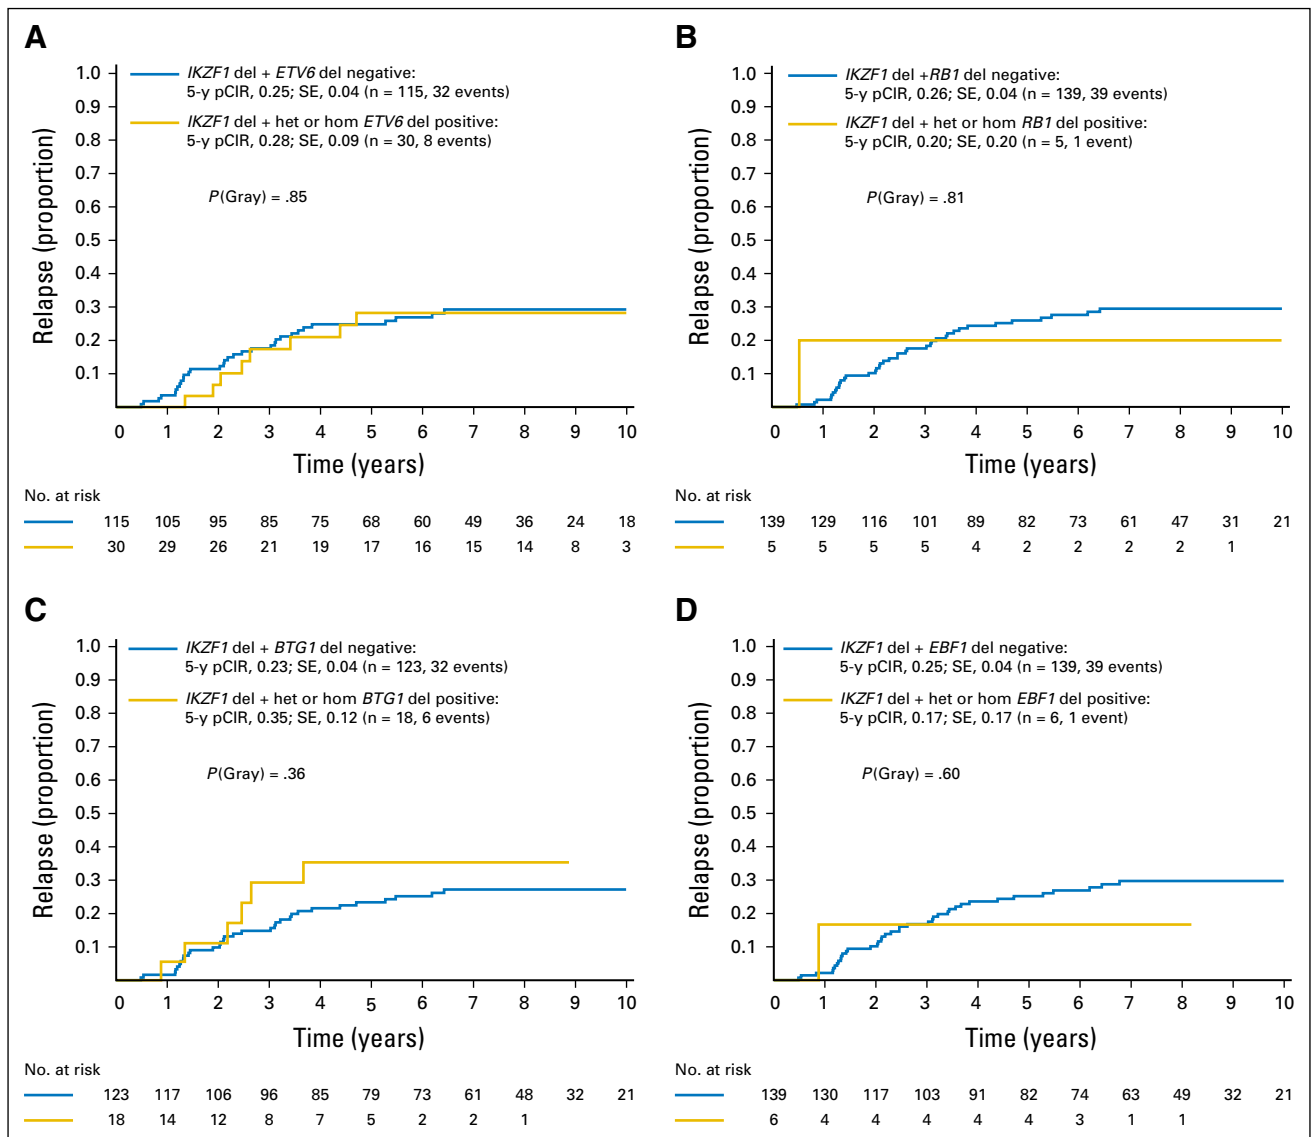 A
IKZF1 del + ETV6 del negative:
5-y pCIR, 0.25; SE, 0.04 (n = 115, 32 events)
IKZF1 del + het or hom ETV6 del positive:
5-y pCIR, 0.28; SE, 0.09 (n = 30, 8 events)
P(Gray) = .85
Relapse (proportion)
1.0
0.9
0.8
0.7
0.6
0.5
0.4
0.3
0.2
0.1
0 1 2 3 4 5 6 7 8 9 10
Time (years)
No. at risk
115 105 95 85 75 68 60 49 36 24 18
30 29 26 21 19 17 16 15 14 8 3
B
IKZF1 del +RB1 del negative:
5-y pCIR, 0.26; SE, 0.04 (n = 139, 39 events)
IKZF1 del + het or hom RB1 del positive:
5-y pCIR, 0.20; SE, 0.20 (n = 5, 1 event)
P(Gray) = .81
Relapse (proportion)
1.0
0.9
0.8
0.7
0.6
0.5
0.4
0.3
0.2
0.1
0 1 2 3 4 5 6 7 8 9 10
Time (years)
No. at risk
139 129 116 101 89 82 73 61 47 31 21
5 5 5 5 4 2 2 2 2 1
C
IKZF1 del + BTG1 del negative:
5-y pCIR, 0.23; SE, 0.04 (n = 123, 32 events)
IKZF1 del + het or hom BTG1 del positive:
5-y pCIR, 0.35; SE, 0.12 (n = 18, 6 events)
P(Gray) = .36
Relapse (proportion)
1.0
0.9
0.8
0.7
0.6
0.5
0.4
0.3
0.2
0.1
0 1 2 3 4 5 6 7 8 9 10
Time (years)
No. at risk
123 117 106 96 85 79 73 61 48 32 21
18 14 12 8 7 5 2 2 1
D
IKZF1 del + EBF1 del negative:
5-y pCIR, 0.25; SE, 0.04 (n = 139, 39 events)
IKZF1 del + het or hom EBF1 del positive:
5-y pCIR, 0.17; SE, 0.17 (n = 6, 1 event)
P(Gray) = .60
Relapse (proportion)
1.0
0.9
0.8
0.7
0.6
0.5
0.4
0.3
0.2
0.1
0 1 2 3 4 5 6 7 8 9 10
Time (years)
No. at risk
139 130 117 103 91 82 74 63 49 32 21
6 4 4 4 4 4 3 1 1